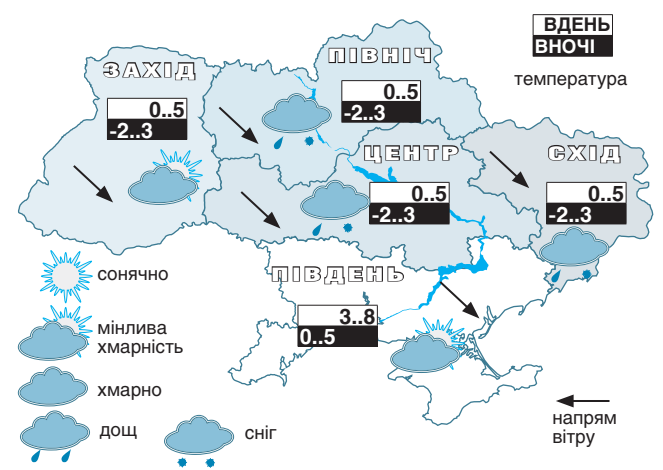 ВДЕНЬ
ВНОЧІ
температура
ПІВНІЧ
0..5
-2..3
ЗАХІД
0..5
-2..3
ЦЕНТР
0..5
-2..3
СХІД
0..5
-2..3
ПІВДЕНЬ
3..8
0..5
сонячно
мінлива
хмарність
хмарно
дощ
сніг
напрям
вітру